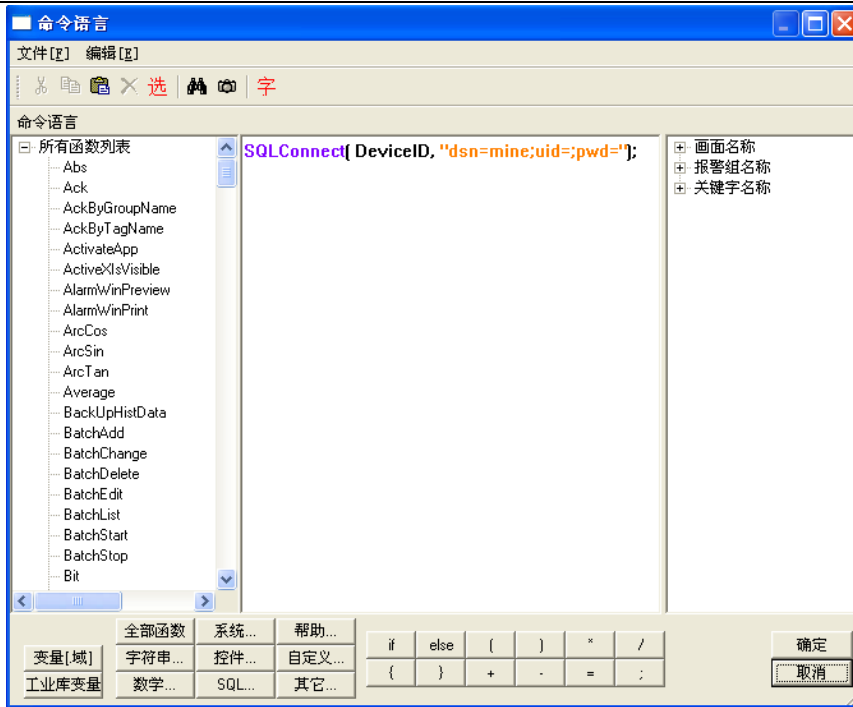 命令语言
文件[F] 编辑[E]
选 字
命令语言
所有函数列表
Abs
Ack
AckByGroupName
AckByTagName
ActivateApp
ActiveXIsVisible
AlarmWinPreview
AlarmWinPrint
ArcCos
ArcSin
ArcTan
Average
BackUpHistData
BatchAdd
BatchChange
BatchDelete
BatchEdit
BatchList
BatchStart
BatchStop
Bit
SQLConnect( DeviceID, "dsn=mine;uid=;pwd=");
画面名称
报警组名称
关键字名称
全部函数 系统... 帮助...
变量[.域] 字符串... 控件... 自定义...
工业库变量 数学... SQL... 其它...
if else ( ) * /
{ } + - = ;
确定
取消